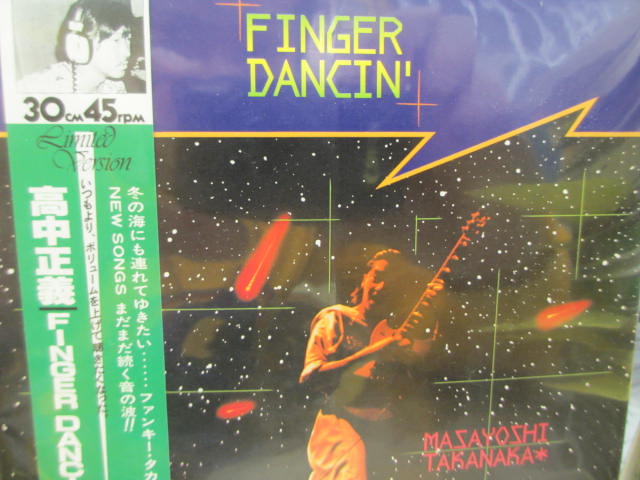 FINGER
DANCIN'
30cm 45rpm
Limited
Version
冬の海にも連れてゆきたい……ファンキー・タカ
NEW SONGS まだまだ続く音の波!!
いつもより、ボリュームを上げて
高中正義 FINGER DANC
MASAYOSHI
TAKANAKA*